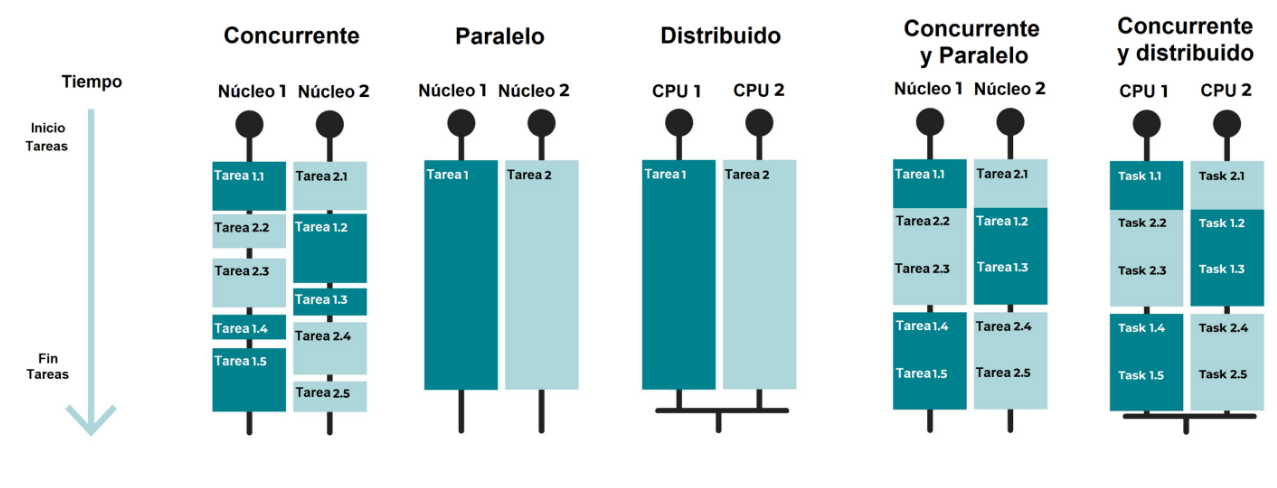 Concurrente
Paralelo
Distribuido
Concurrente
y Paralelo
Concurrente
y distribuido
Tiempo
Núcleo 1 Núcleo 2
Núcleo 1 Núcleo 2
CPU 1 CPU 2
Núcleo 1 Núcleo 2
CPU 1 CPU 2
Inicio
Tareas
Fin
Tareas
Tarea 1.1
Tarea 2.2
Tarea 2.3
Tarea 1.4
Tarea 1.5
Tarea 2.1
Tarea 1.2
Tarea 1.3
Tarea 2.4
Tarea 2.5
Tarea 1
Tarea 2
Tarea 1
Tarea 2
Tarea 1.1
Tarea 2.2
Tarea 2.3
Tarea 1.4
Tarea 1.5
Tarea 2.1
Tarea 1.2
Tarea 1.3
Tarea 2.4
Tarea 2.5
Task 1.1
Task 2.2
Task 2.3
Task 1.4
Task 1.5
Task 2.1
Task 1.2
Task 1.3
Task 2.4
Task 2.5